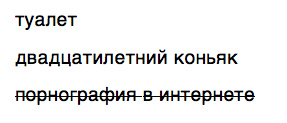 туалет
двадцатилетний коньяк
порнография в интернете